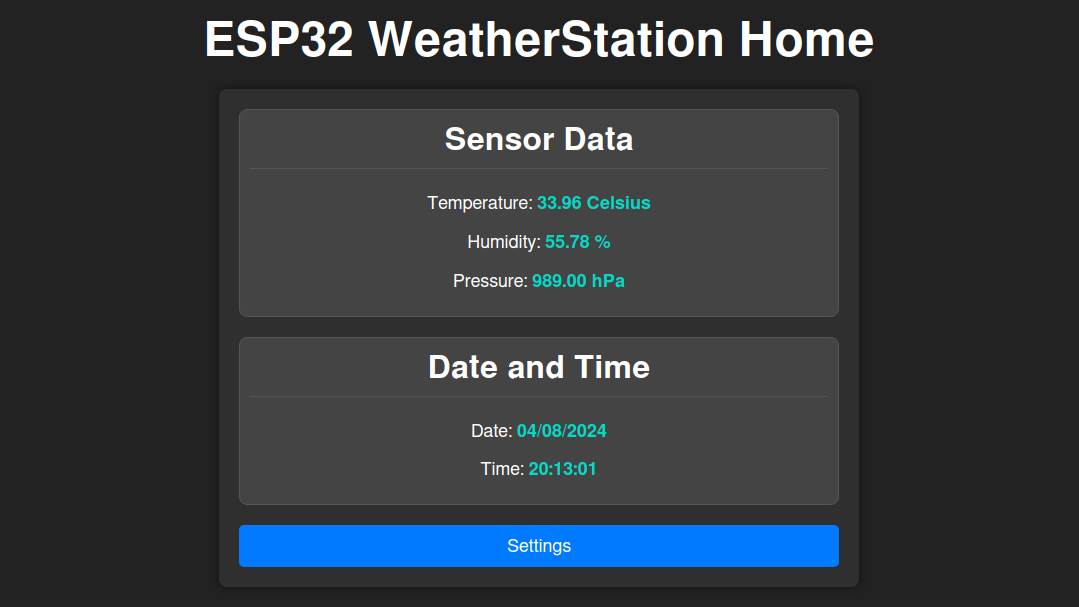 ESP32 WeatherStation Home
Sensor Data
Temperature: 33.96 Celsius
Humidity: 55.78 %
Pressure: 989.00 hPa
Date and Time
Date: 04/08/2024
Time: 20:13:01
Settings